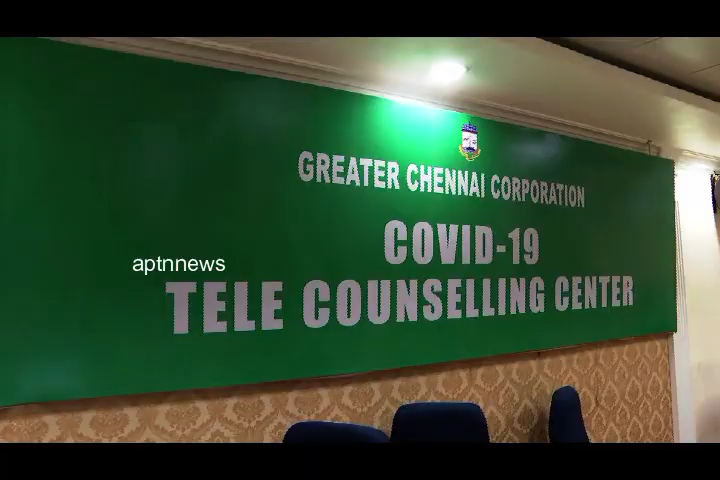 GREATER CHENNAI CORPORATION
COVID-19
aptnnews
TELE COUNSELLING CENTER